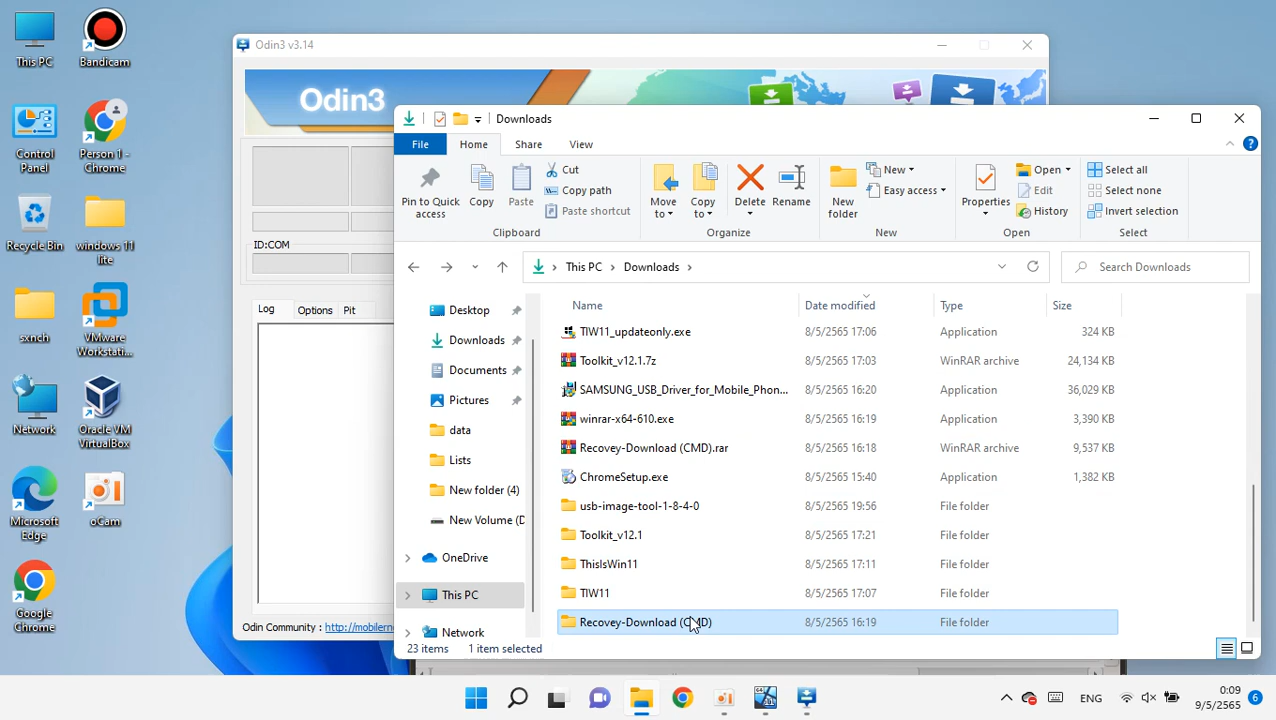 This PC
Bandicam
Control Panel
Person 1 - Chrome
Recycle Bin
windows 11 lite
sxnch
VMware Workstati...
Network
Oracle VM VirtualBox
Microsoft Edge
oCam
Google Chrome
Odin3 v3.14
Odin3
ID:COM
Log Options Pit
Odin Community : http://mobilern
Downloads
File Home Share View
Pin to Quick access
Copy
Paste
Cut
Copy path
Paste shortcut
Clipboard
Move to
Copy to
Delete
Rename
Organize
New folder
New
Easy access
New
Properties
Open
Edit
History
Open
Select all
Select none
Invert selection
Select
This PC > Downloads >
Search Downloads
Desktop
Downloads
Documents
Pictures
data
Lists
New folder (4)
New Volume (D
OneDrive
This PC
Network
Name Date modified Type Size
TIW11_updateonly.exe 8/5/2565 17:06 Application 324 KB
Toolkit_v12.1.7z 8/5/2565 17:03 WinRAR archive 24,134 KB
SAMSUNG_USB_Driver_for_Mobile_Phon... 8/5/2565 16:20 Application 36,029 KB
winrar-x64-610.exe 8/5/2565 16:19 Application 3,390 KB
Recovey-Download (CMD).rar 8/5/2565 16:18 WinRAR archive 9,537 KB
ChromeSetup.exe 8/5/2565 15:40 Application 1,382 KB
usb-image-tool-1-8-4-0 8/5/2565 19:56 File folder
Toolkit_v12.1 8/5/2565 17:21 File folder
ThisIsWin11 8/5/2565 17:11 File folder
TIW11 8/5/2565 17:07 File folder
Recovey-Download (CMD) 8/5/2565 16:19 File folder
23 items 1 item selected
ENG
0:09
9/5/2565
6